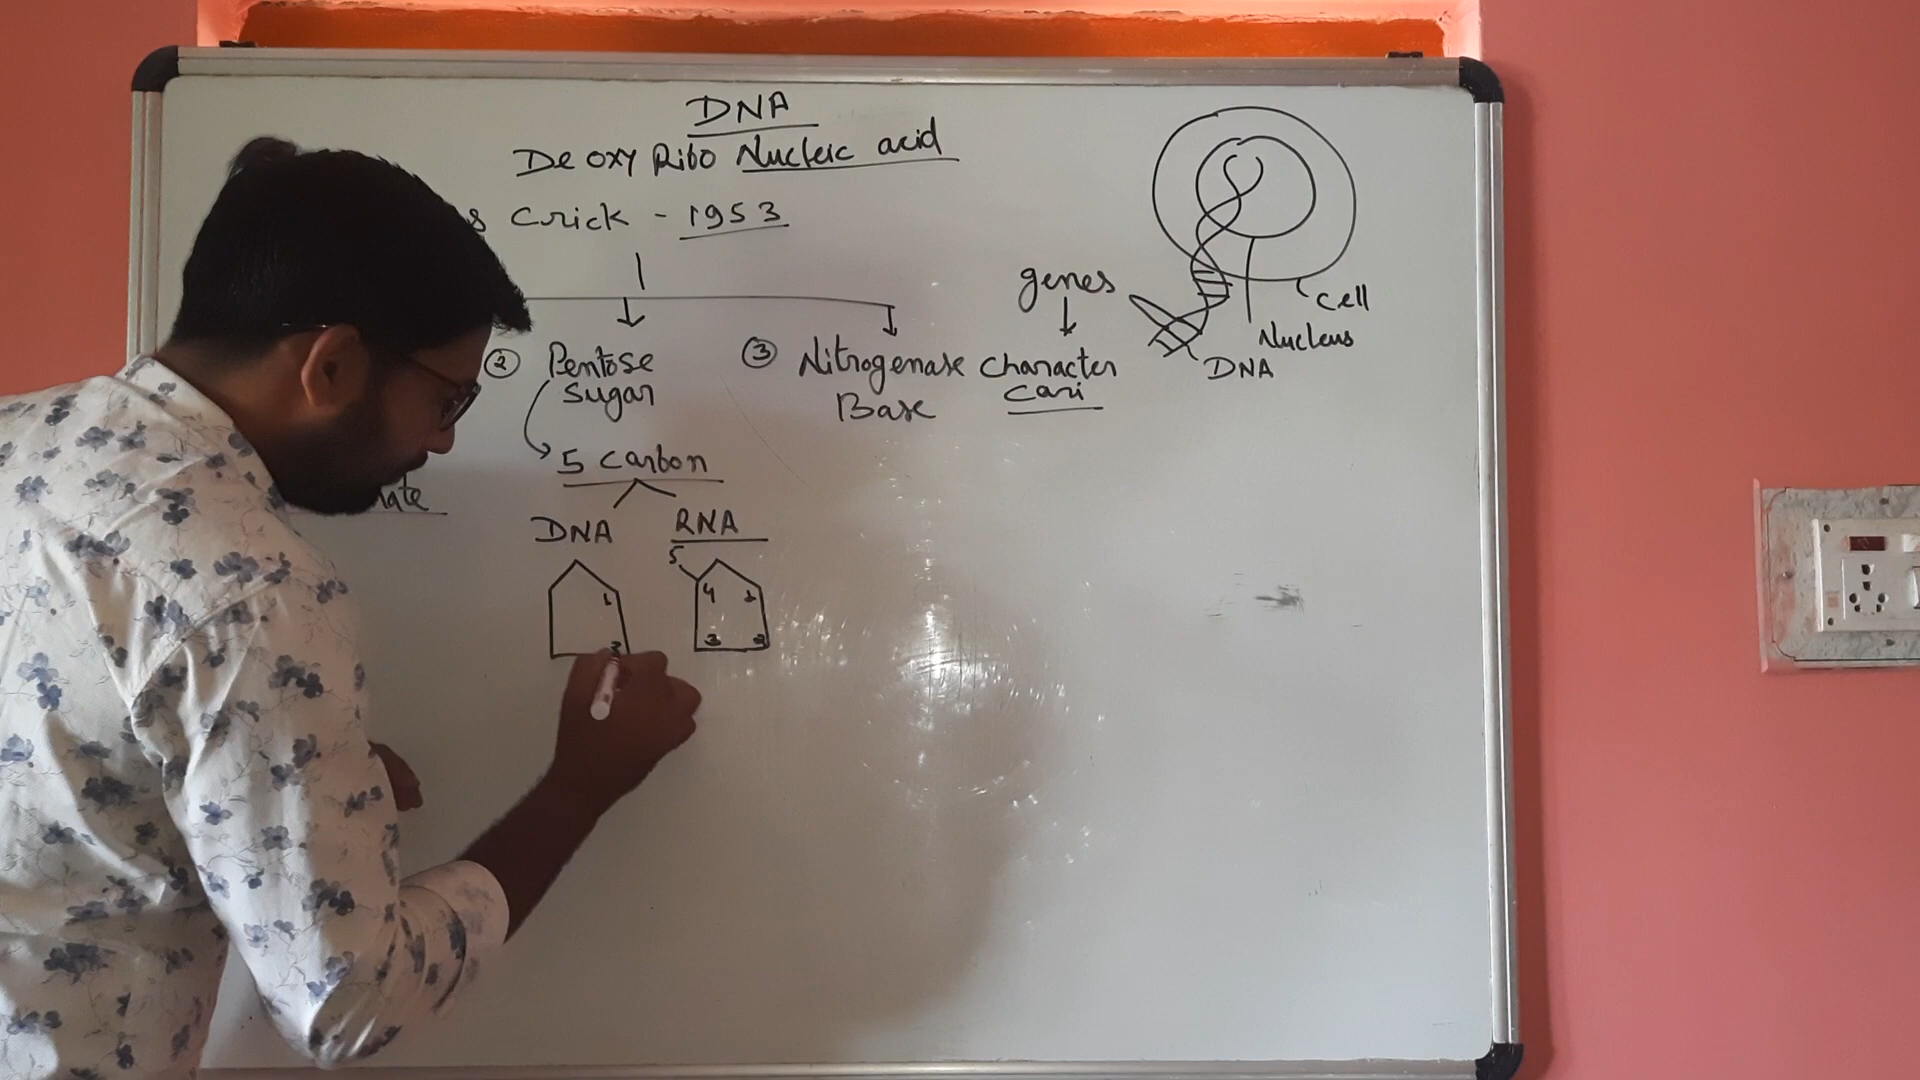 DNA
De oxy Ribo Nucleic acid
s Crick - 1953
genes
cell
Nucleus
DNA
② Pentose
sugar
③ Nitrogenase
Base
character
cari
5 carbon
ate
DNA
RNA
1
5
4
1
3
2